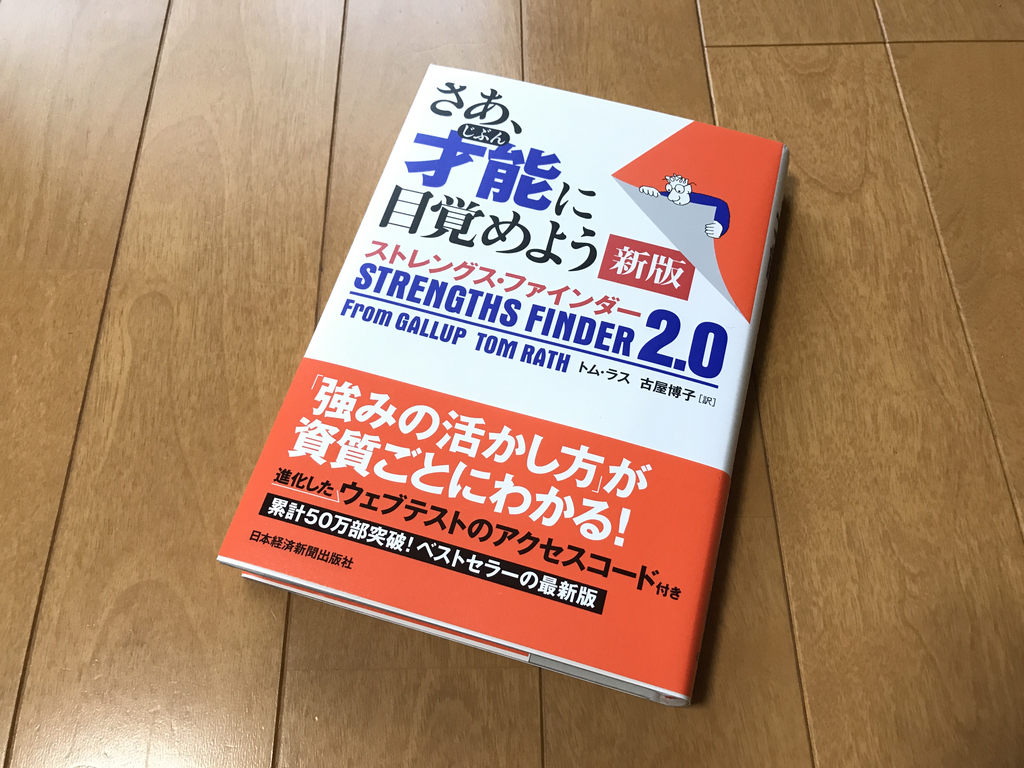 さあ、
じぶん
才能に
目覚めよう
新版
ストレングス・ファインダー
STRENGTHS FINDER 2.0
From GALLUP TOM RATH
トム・ラス 古屋博子[訳]
「強みの活かし方」が
資質ごとにわかる!
進化したウェブテストのアクセスコード付き
累計50万部突破!ベストセラーの最新版
日本経済新聞出版社